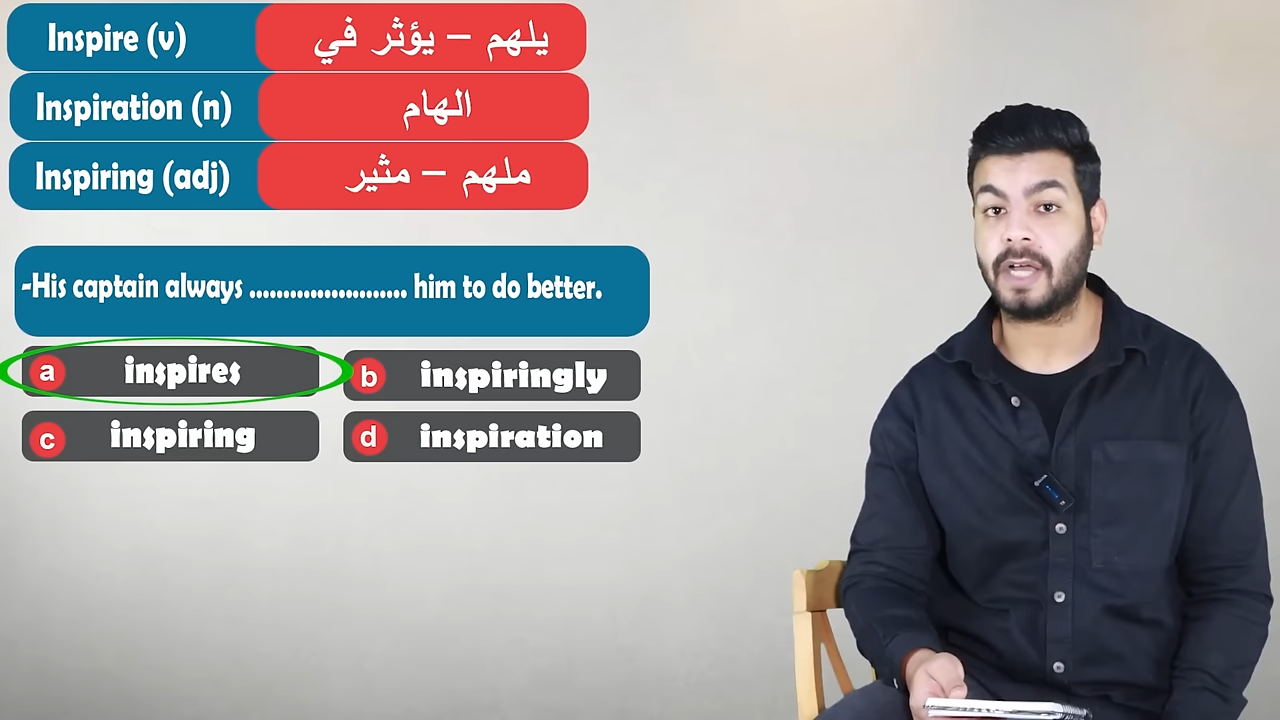 Inspire (v) يلهم – يؤثر في
Inspiration (n) الهام
Inspiring (adj) ملهم – مثير
-His captain always ....................... him to do better.
a inspires
b inspiringly
c inspiring
d inspiration